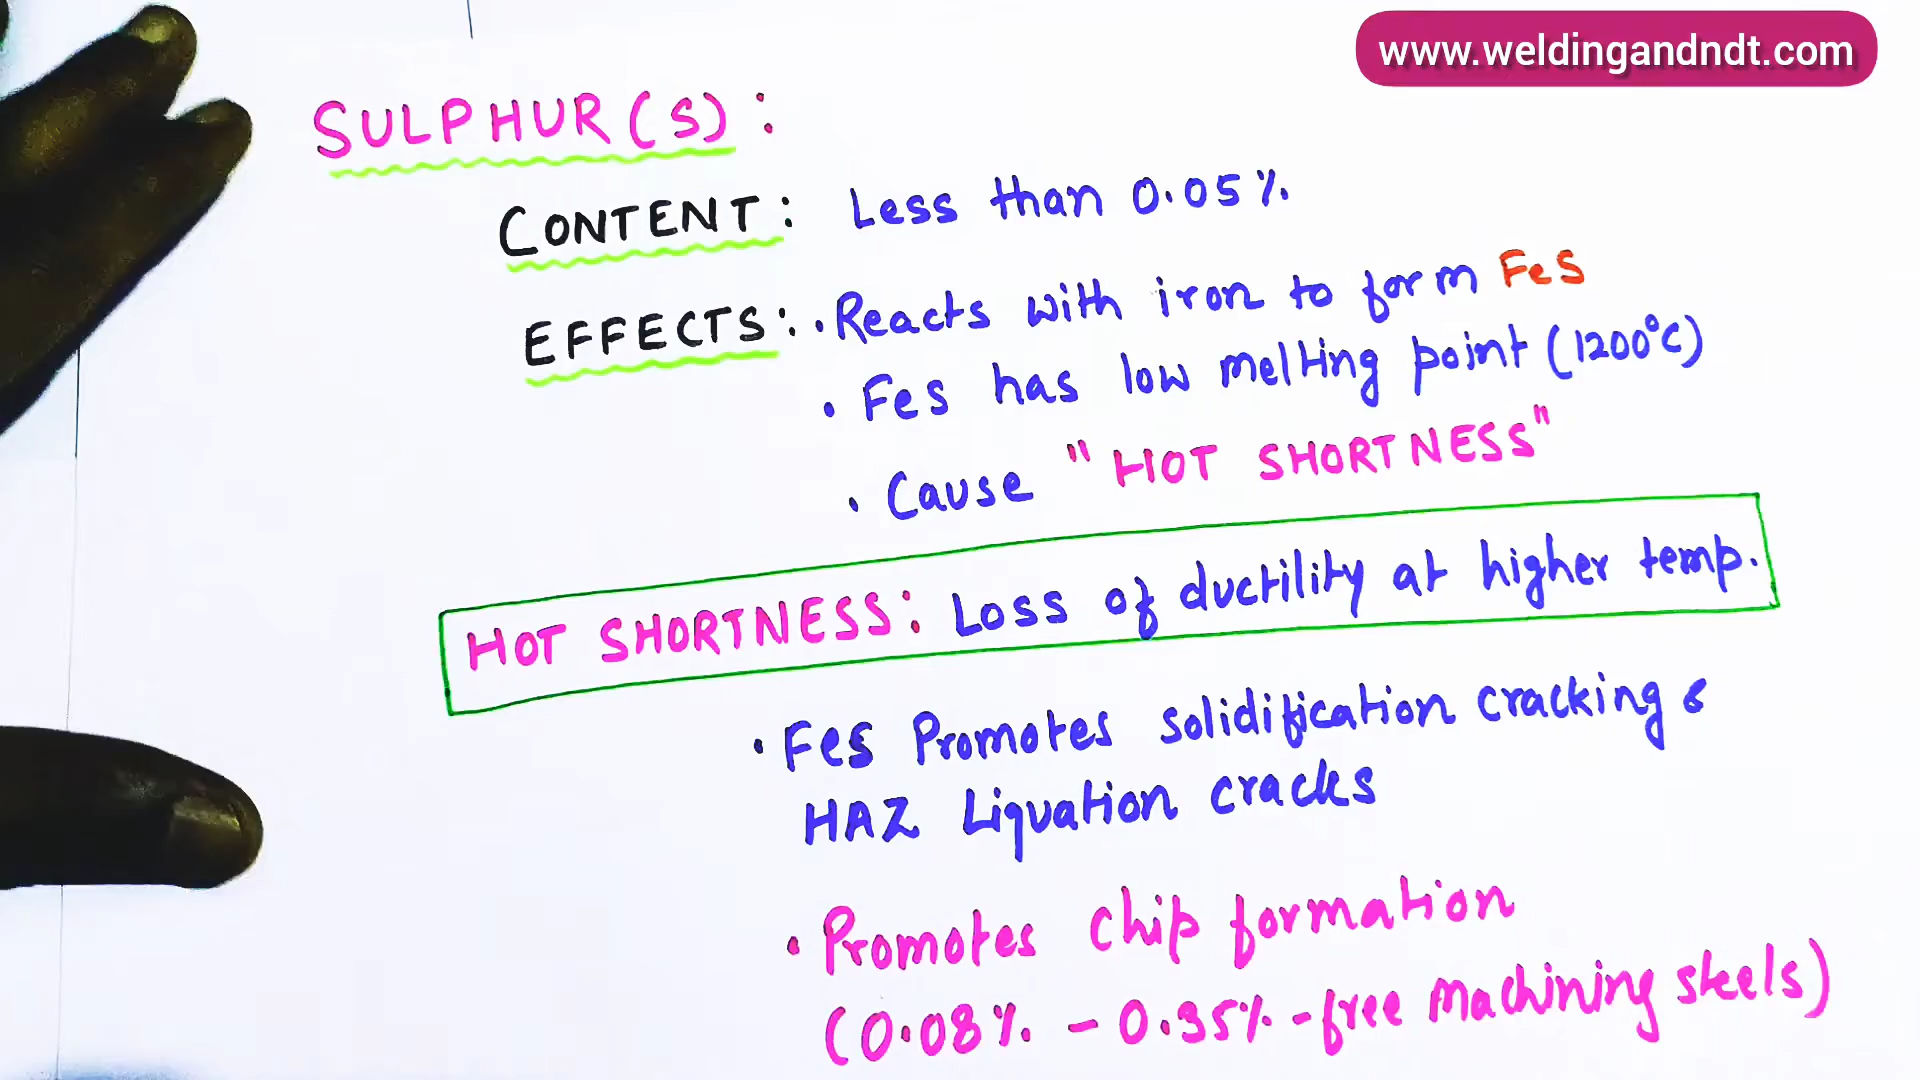 www.weldingandndt.com
SULPHUR(S):
CONTENT: Less than 0.05%
EFFECTS: • Reacts with iron to form FeS
• FeS has low melting point (1200°C)
• Cause "HOT SHORTNESS"
HOT SHORTNESS: Loss of ductility at higher temp.
• FeS Promotes solidification cracking &
HAZ Liquation cracks
• Promotes chip formation
(0.08% - 0.35% - free machining steels)